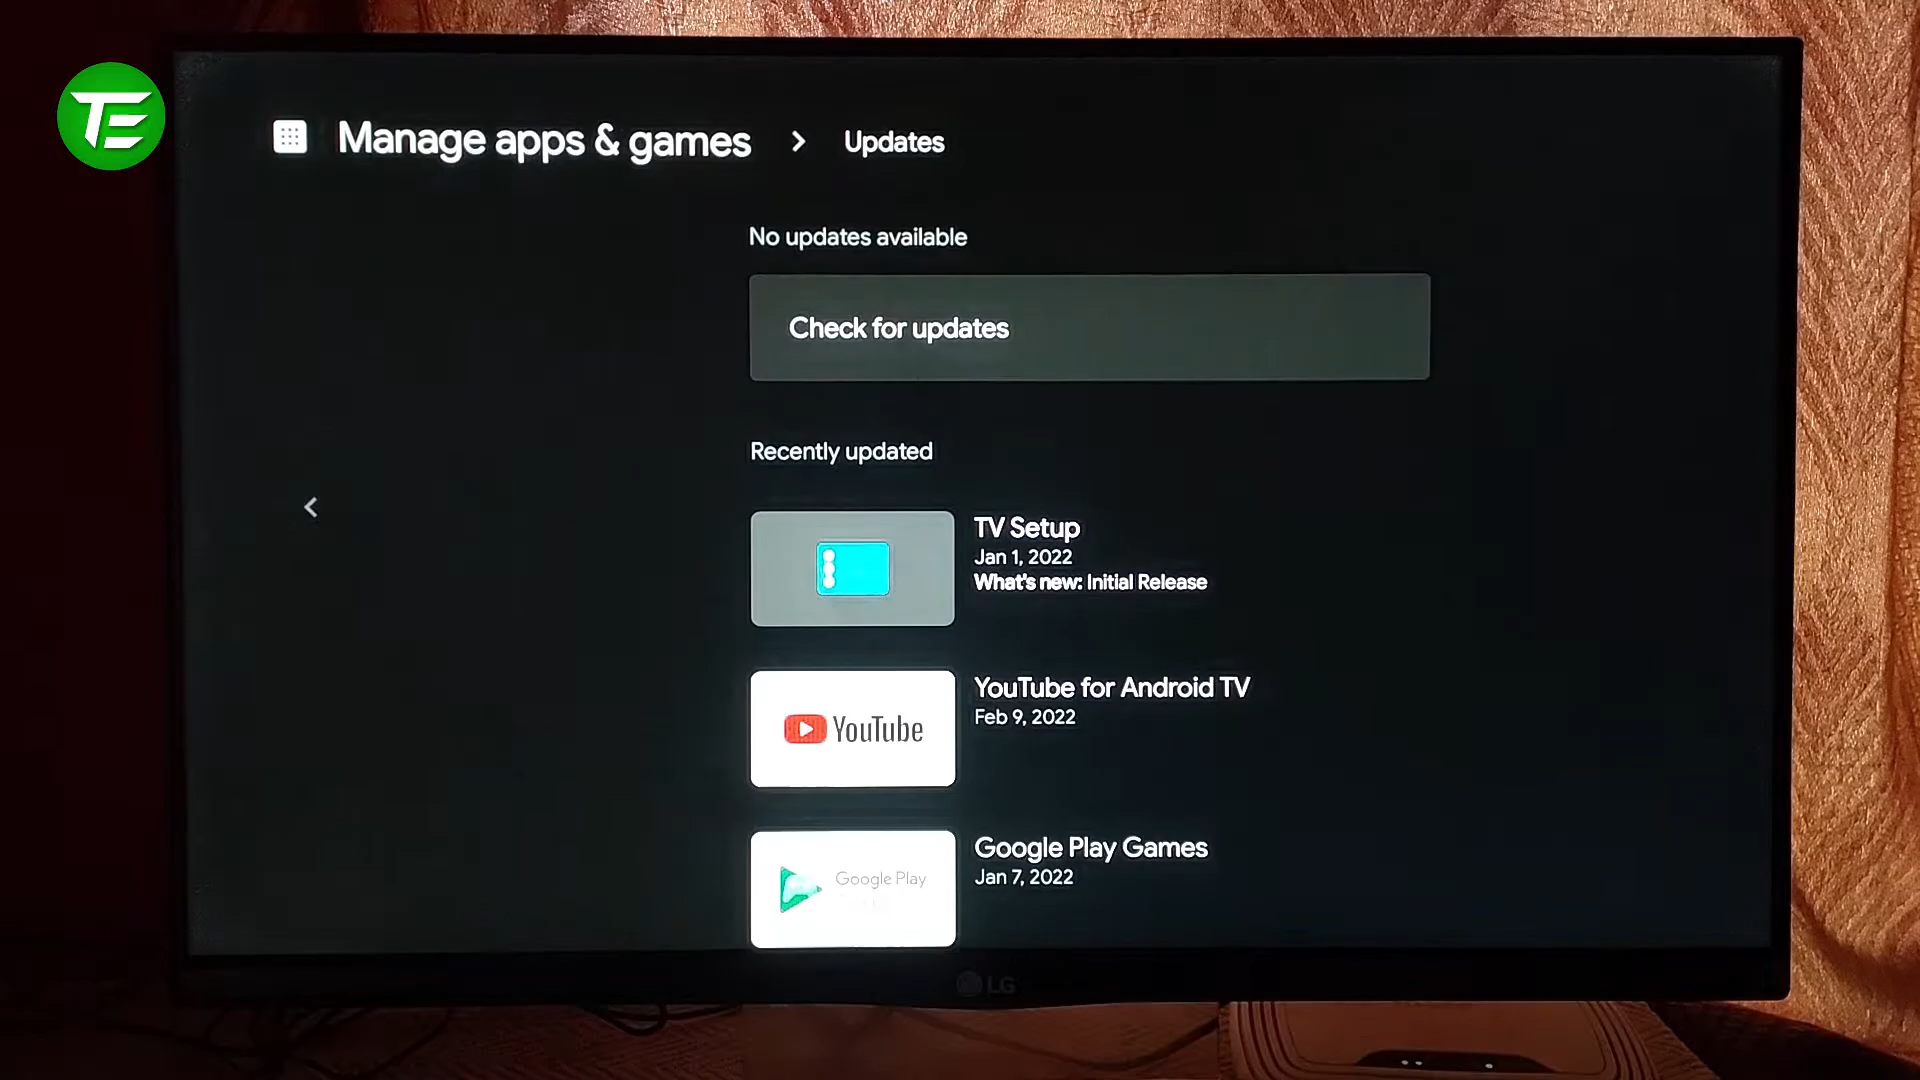 TE
Manage apps & games > Updates
No updates available
Check for updates
Recently updated
TV Setup
Jan 1, 2022
What's new: Initial Release
YouTube
YouTube for Android TV
Feb 9, 2022
Google Play
Google Play Games
Jan 7, 2022
LG